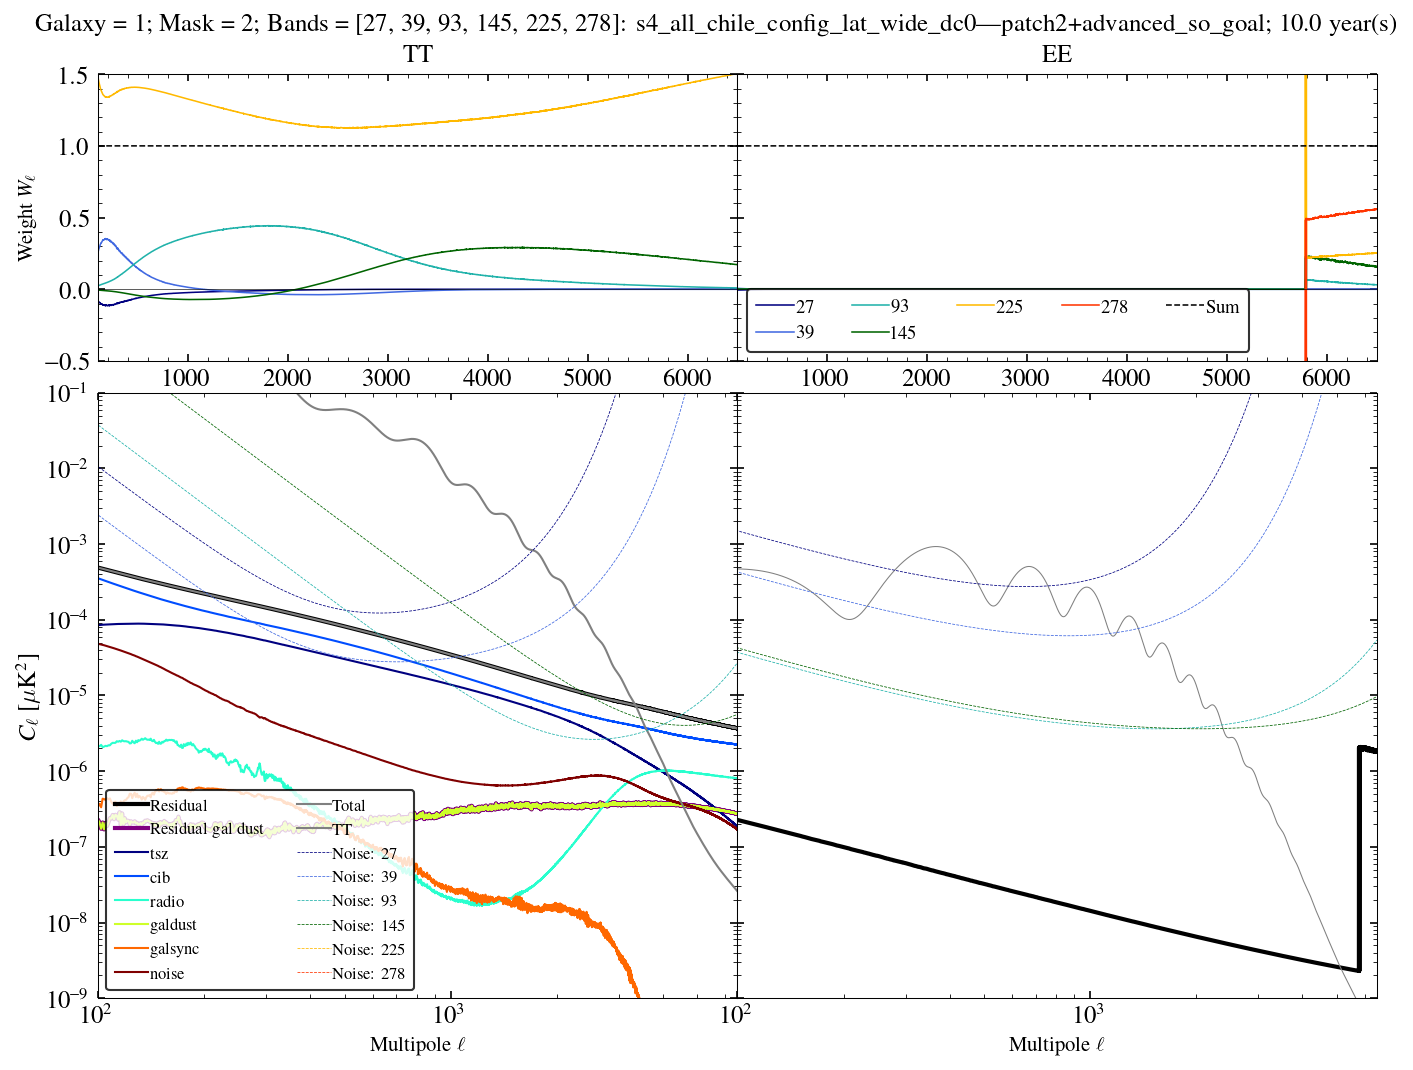 Galaxy = 1; Mask = 2; Bands = [27, 39, 93, 145, 225, 278]: s4_all_chile_config_lat_wide_dc0—patch2+advanced_so_goal; 10.0 year(s)
TT EE
Weight W_ℓ
1.5
1.0
0.5
0.0
−0.5
27 93 225 278 Sum
39 145
1000 2000 3000 4000 5000 6000 1000 2000 3000 4000 5000 6000
C_ℓ [μK²]
10⁻¹
10⁻²
10⁻³
10⁻⁴
10⁻⁵
10⁻⁶
10⁻⁷
10⁻⁸
10⁻⁹
Residual Total
Residual gal dust TT
tsz Noise: 27
cib Noise: 39
radio Noise: 93
galdust Noise: 145
galsync Noise: 225
noise Noise: 278
10² 10³ 10² 10³
Multipole ℓ Multipole ℓ